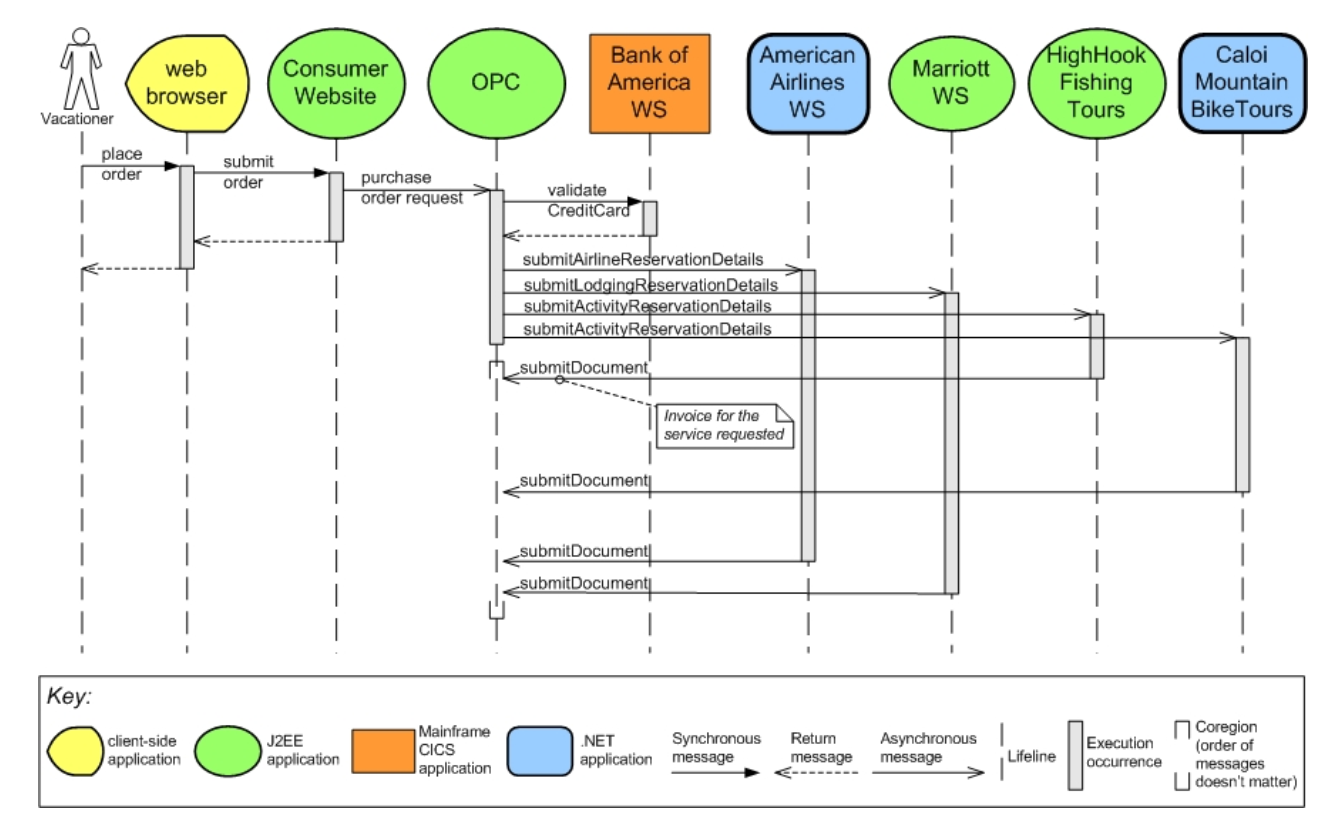 Vacationer
web
browser
Consumer
Website
OPC
Bank of
America
WS
American
Airlines
WS
Marriott
WS
HighHook
Fishing
Tours
Caloi
Mountain
BikeTours
place
order
submit
order
purchase
order request
validate
CreditCard
submitAirlineReservationDetails
submitLodgingReservationDetails
submitActivityReservationDetails
submitActivityReservationDetails
submitDocument
Invoice for the
service requested
submitDocument
submitDocument
submitDocument
Key:
client-side
application
J2EE
application
Mainframe
CICS
application
.NET
application
Synchronous
message
Return
message
Asynchronous
message
Lifeline
Execution
occurrence
Coregion
(order of
messages
doesn't matter)